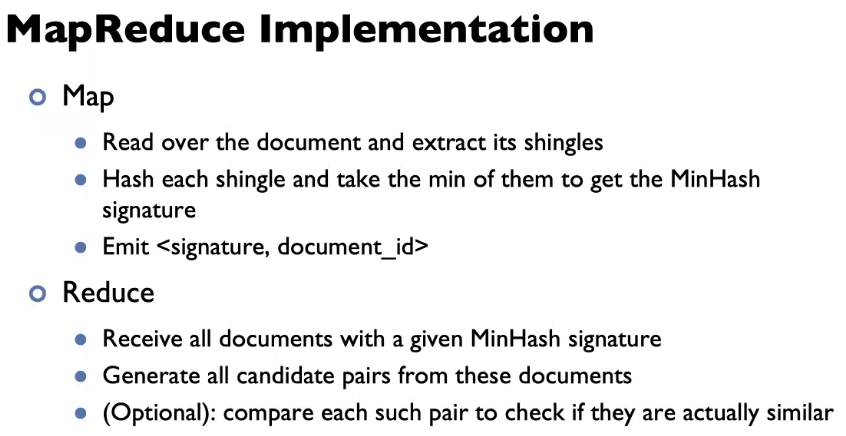 MapReduce Implementation
Map
Read over the document and extract its shingles
Hash each shingle and take the min of them to get the MinHash
signature
Emit <signature, document_id>
Reduce
Receive all documents with a given MinHash signature
Generate all candidate pairs from these documents
(Optional): compare each such pair to check if they are actually similar